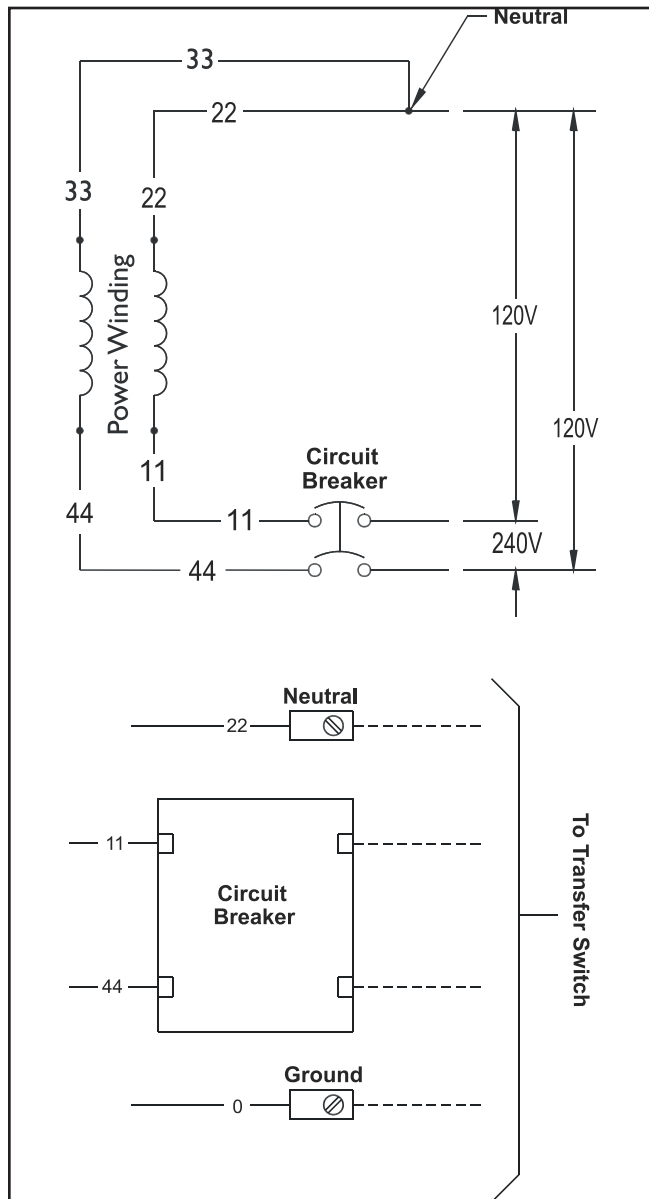 Neutral
33
22
33
22
Power Winding
120V
120V
11
Circuit
Breaker
44
11
240V
44
Neutral
22
11
Circuit
Breaker
44
To Transfer Switch
Ground
0